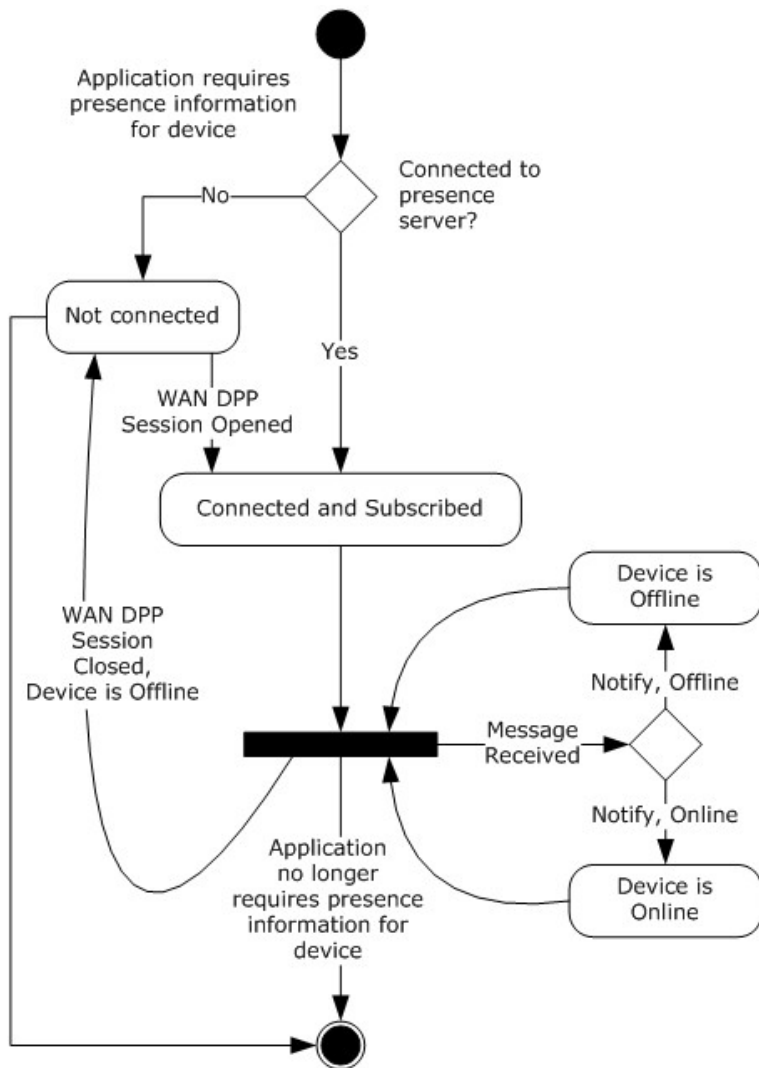 Application requires
presence information
for device
Connected to
presence
server?
No
Not connected
Yes
WAN DPP
Session Opened
Connected and Subscribed
Device is
Offline
WAN DPP
Session
Closed,
Device is Offline
Notify, Offline
Message
Received
Notify, Online
Application
no longer
requires presence
information for
device
Device is
Online